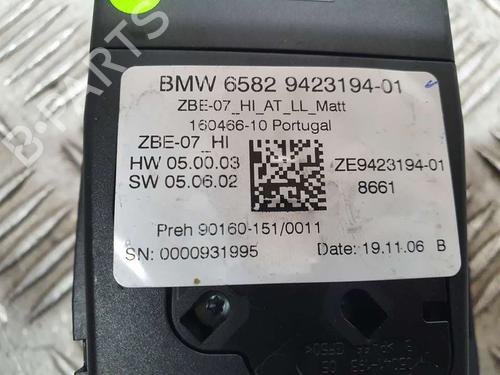 BMW 6582 9423194-01
ZBE-07_HI_AT_LL_Matt
160466-10 Portugal
ZBE-07_HI
HW 05.00.03
SW 05.06.02
ZE9423194-01
8661
Preh 90160-151/0011
SN: 0000931995
Date: 19.11.06 B